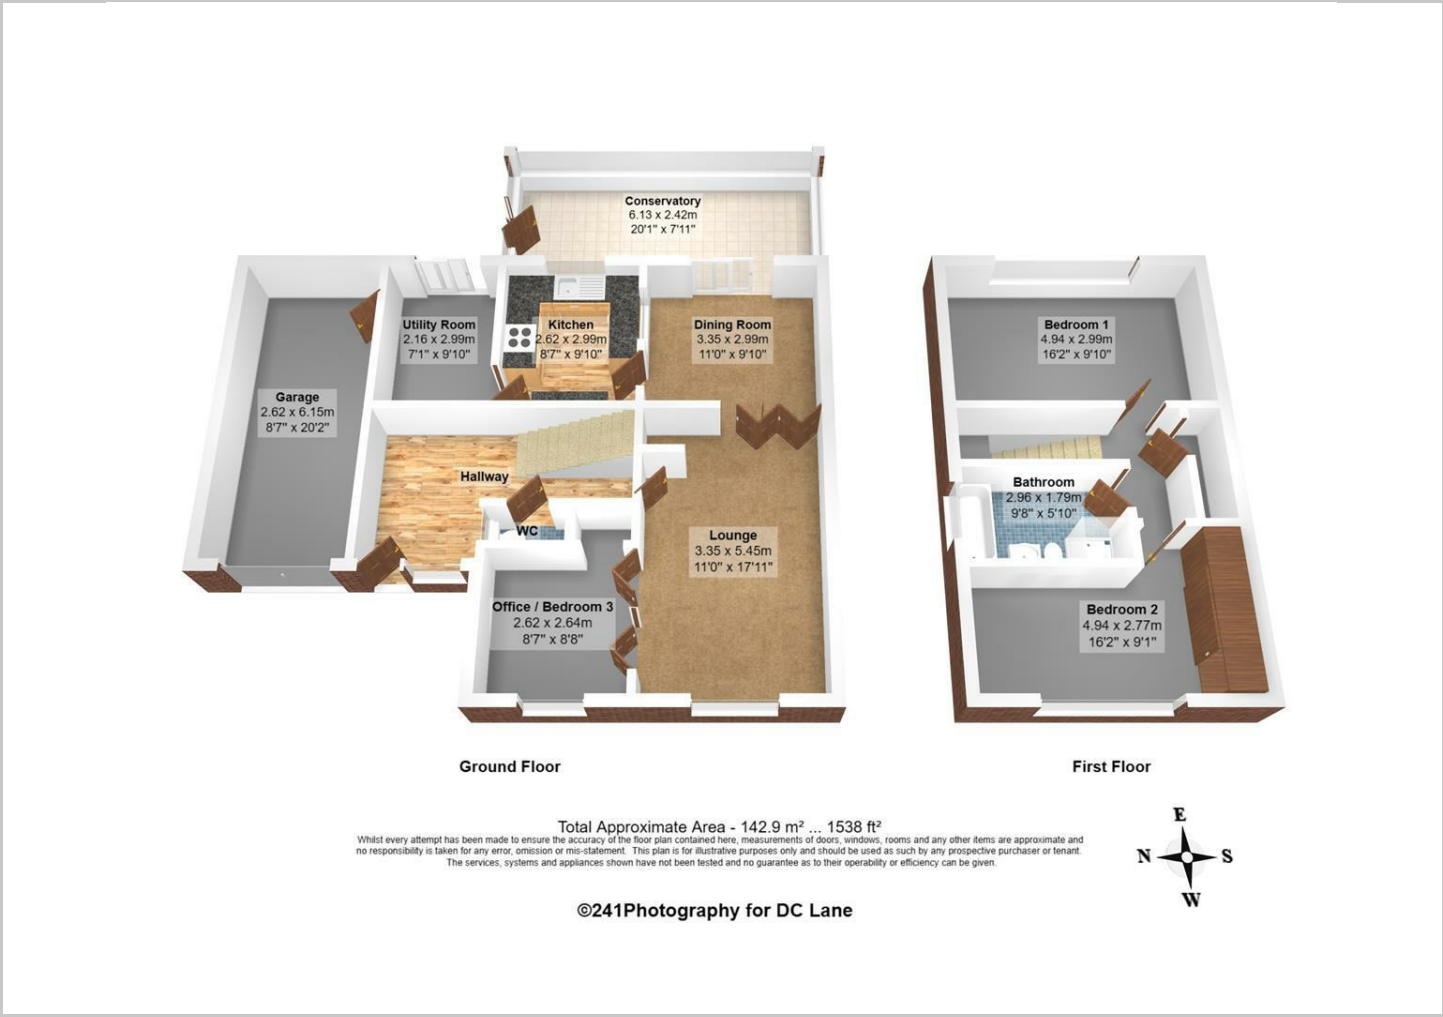 Conservatory
6.13 x 2.42m
20'1" x 7'11"
Utility Room
2.16 x 2.99m
7'1" x 9'10"
Kitchen
2.62 x 2.99m
8'7" x 9'10"
Dining Room
3.35 x 2.99m
11'0" x 9'10"
Garage
2.62 x 6.15m
8'7" x 20'2"
Hallway
WC
Lounge
3.35 x 5.45m
11'0" x 17'11"
Office / Bedroom 3
2.62 x 2.64m
8'7" x 8'8"
Ground Floor
Bedroom 1
4.94 x 2.99m
16'2" x 9'10"
Bathroom
2.96 x 1.79m
9'8" x 5'10"
Bedroom 2
4.94 x 2.77m
16'2" x 9'1"
First Floor
Total Approximate Area - 142.9 m² ... 1538 ft²
Whilst every attempt has been made to ensure the accuracy of the floor plan contained here, measurements of doors, windows, rooms and any other items are approximate and
no responsibility is taken for any error, omission or mis-statement. This plan is for illustrative purposes only and should be used as such by any prospective purchaser or tenant.
The services, systems and appliances shown have not been tested and no guarantee as to their operability or efficiency can be given.
©241Photography for DC Lane
E
N S
W